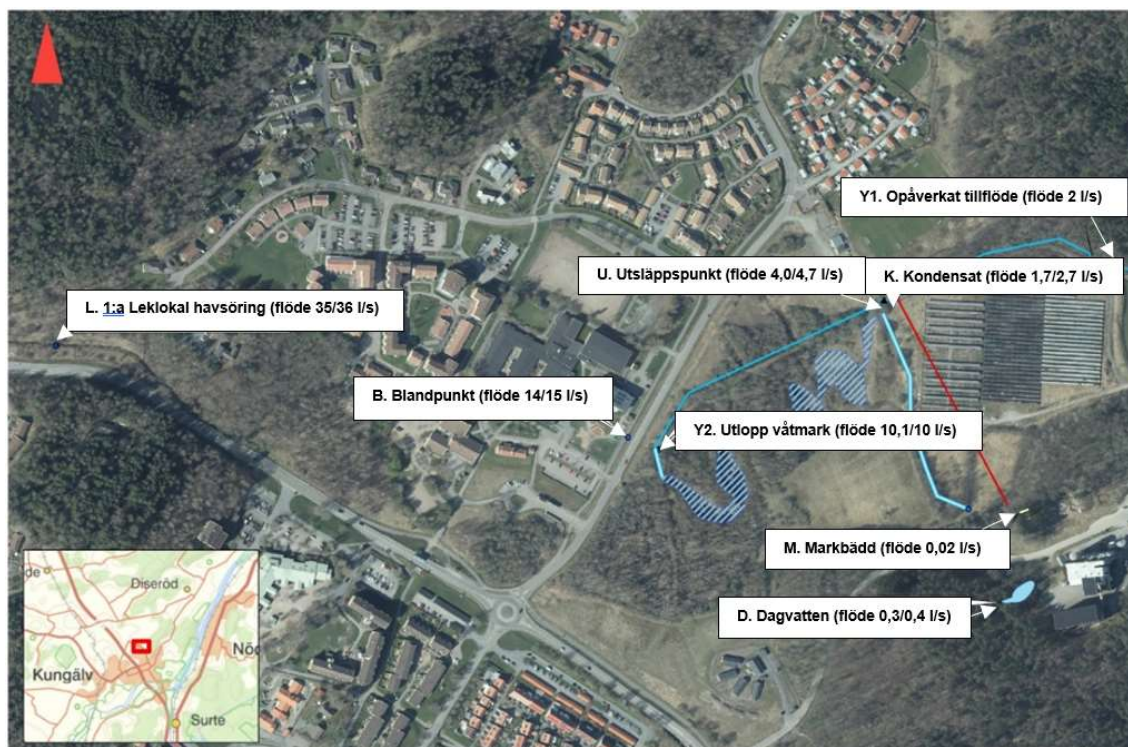 Y1. Opåverkat tillflöde (flöde 2 l/s)
U. Utsläppspunkt (flöde 4,0/4,7 l/s)
K. Kondensat (flöde 1,7/2,7 l/s)
L. 1:a Leklokal havsöring (flöde 35/36 l/s)
B. Blandpunkt (flöde 14/15 l/s)
Y2. Utlopp våtmark (flöde 10,1/10 l/s)
M. Markbädd (flöde 0,02 l/s)
D. Dagvatten (flöde 0,3/0,4 l/s)
de
Diseröd
Nö
Kungälv
Surte